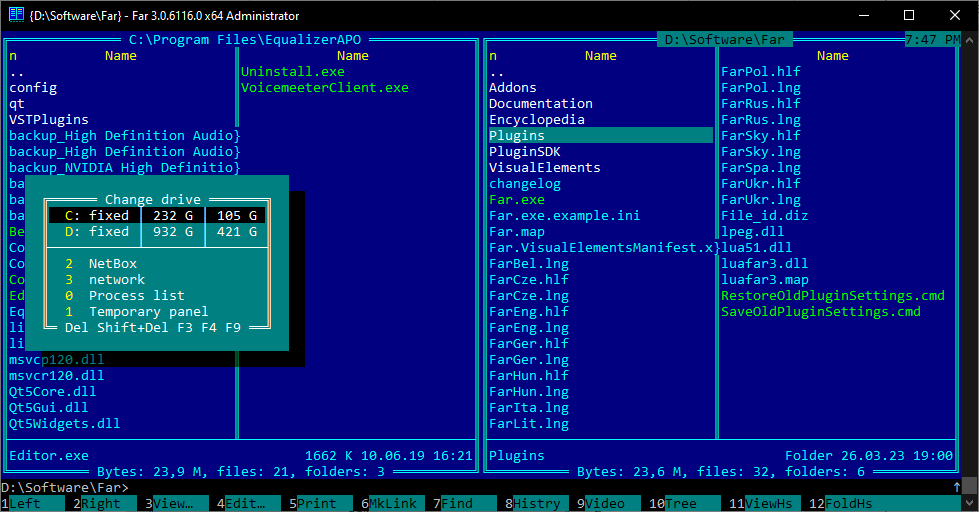 {D:\Software\Far} - Far 3.0.6116.0 x64 Administrator
C:\Program Files\EqualizerAPO
n Name Name
..
config
qt
VSTPlugins
backup_High Definition Audio}
backup_High Definition Audio}
backup_NVIDIA High Definitio}
ba
ba
ba
Be
Co
Co
Co
Ed
Eq
li
li
msvcp120.dll
msvcr120.dll
Qt5Core.dll
Qt5Gui.dll
Qt5Widgets.dll
Uninstall.exe
VoicemeeterClient.exe
Editor.exe 1662 K 10.06.19 16:21
Bytes: 23,9 M, files: 21, folders: 3
Change drive
C: fixed 232 G 105 G
D: fixed 932 G 421 G
2 NetBox
3 network
0 Process list
1 Temporary panel
Del Shift+Del F3 F4 F9
D:\Software\Far 7:47 PM
n Name Name
..
Addons
Documentation
Encyclopedia
Plugins
PluginSDK
VisualElements
changelog
Far.exe
Far.exe.example.ini
Far.map
Far.VisualElementsManifest.x}
FarBel.lng
FarCze.hlf
FarCze.lng
FarEng.hlf
FarEng.lng
FarGer.hlf
FarGer.lng
FarHun.hlf
FarHun.lng
FarIta.lng
FarLit.lng
FarPol.hlf
FarPol.lng
FarRus.hlf
FarRus.lng
FarSky.hlf
FarSky.lng
FarSpa.lng
FarUkr.hlf
FarUkr.lng
File_id.diz
lpeg.dll
lua51.dll
luafar3.dll
luafar3.map
RestoreOldPluginSettings.cmd
SaveOldPluginSettings.cmd
Plugins Folder 26.03.23 19:00
Bytes: 23,6 M, files: 32, folders: 6
D:\Software\Far>
1Left 2Right 3View… 4Edit… 5Print 6MkLink 7Find 8Histry 9Video 10Tree 11ViewHs 12FoldHs